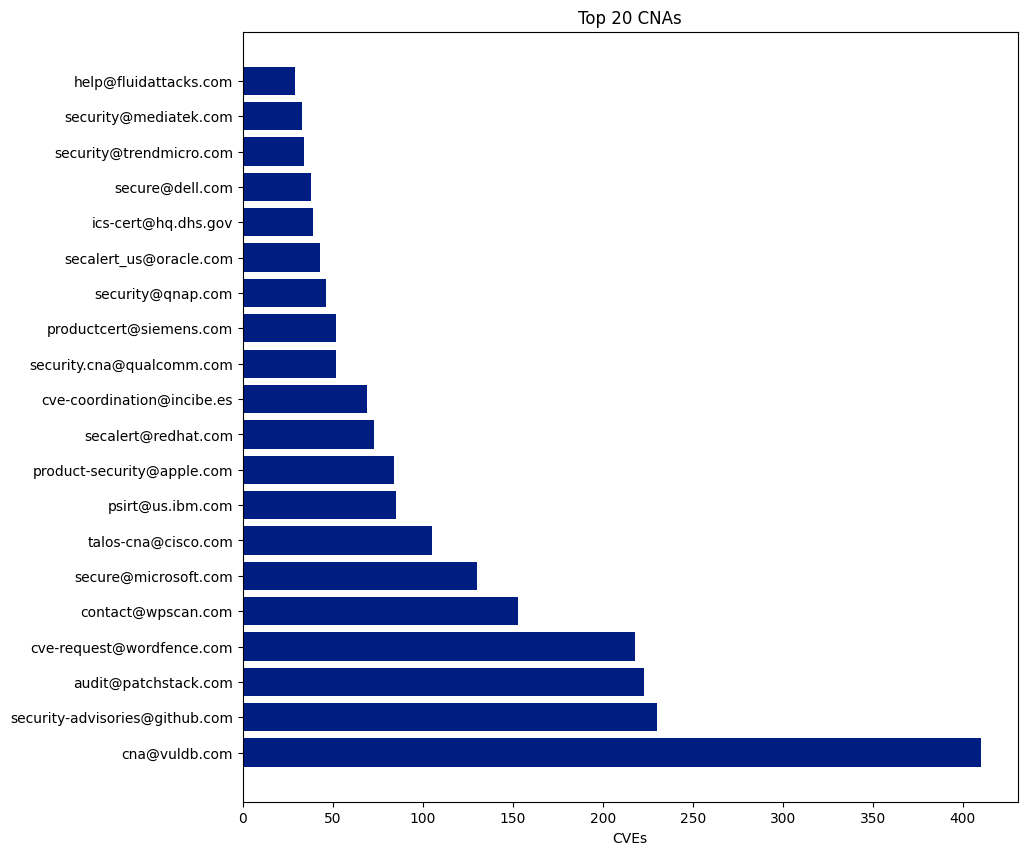 Top 20 CNAs
help@fluidattacks.com
security@mediatek.com
security@trendmicro.com
secure@dell.com
ics-cert@hq.dhs.gov
secalert_us@oracle.com
security@qnap.com
productcert@siemens.com
security.cna@qualcomm.com
cve-coordination@incibe.es
secalert@redhat.com
product-security@apple.com
psirt@us.ibm.com
talos-cna@cisco.com
secure@microsoft.com
contact@wpscan.com
cve-request@wordfence.com
audit@patchstack.com
security-advisories@github.com
cna@vuldb.com
0 50 100 150 200 250 300 350 400
CVEs